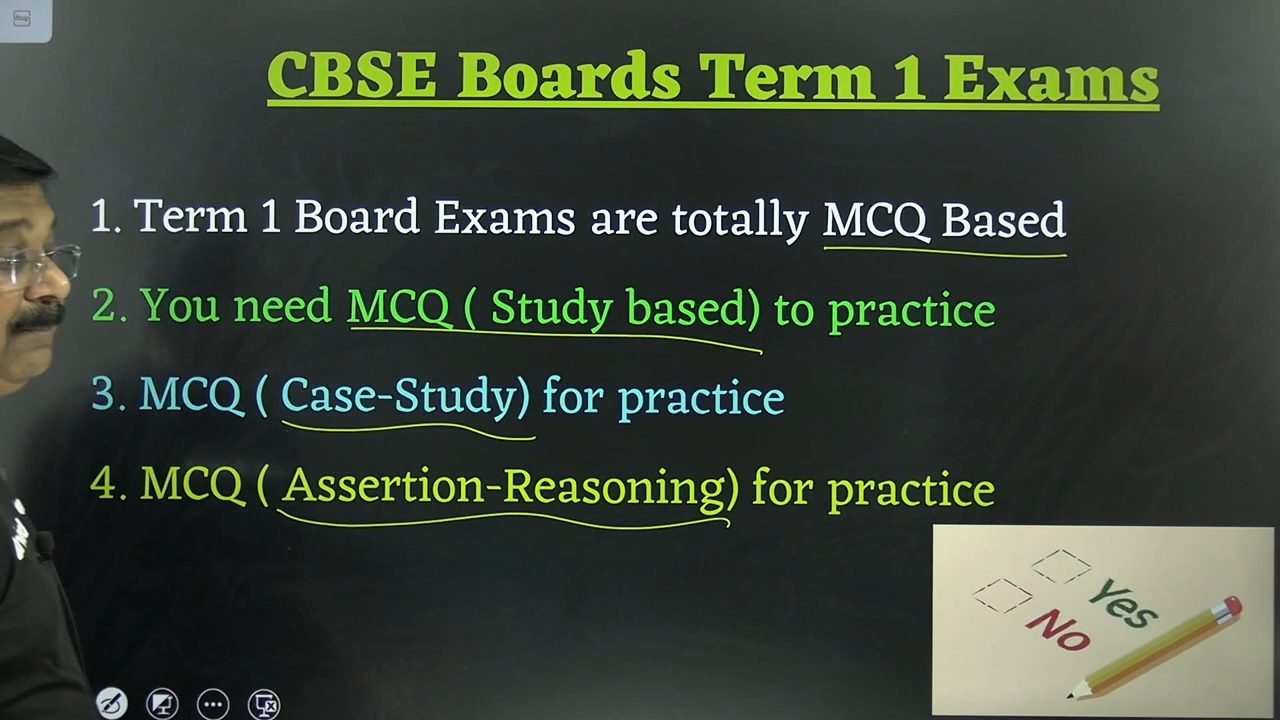 CBSE Boards Term 1 Exams
1. Term 1 Board Exams are totally MCQ Based
2. You need MCQ ( Study based) to practice
3. MCQ ( Case-Study) for practice
4. MCQ ( Assertion-Reasoning) for practice
Yes
No